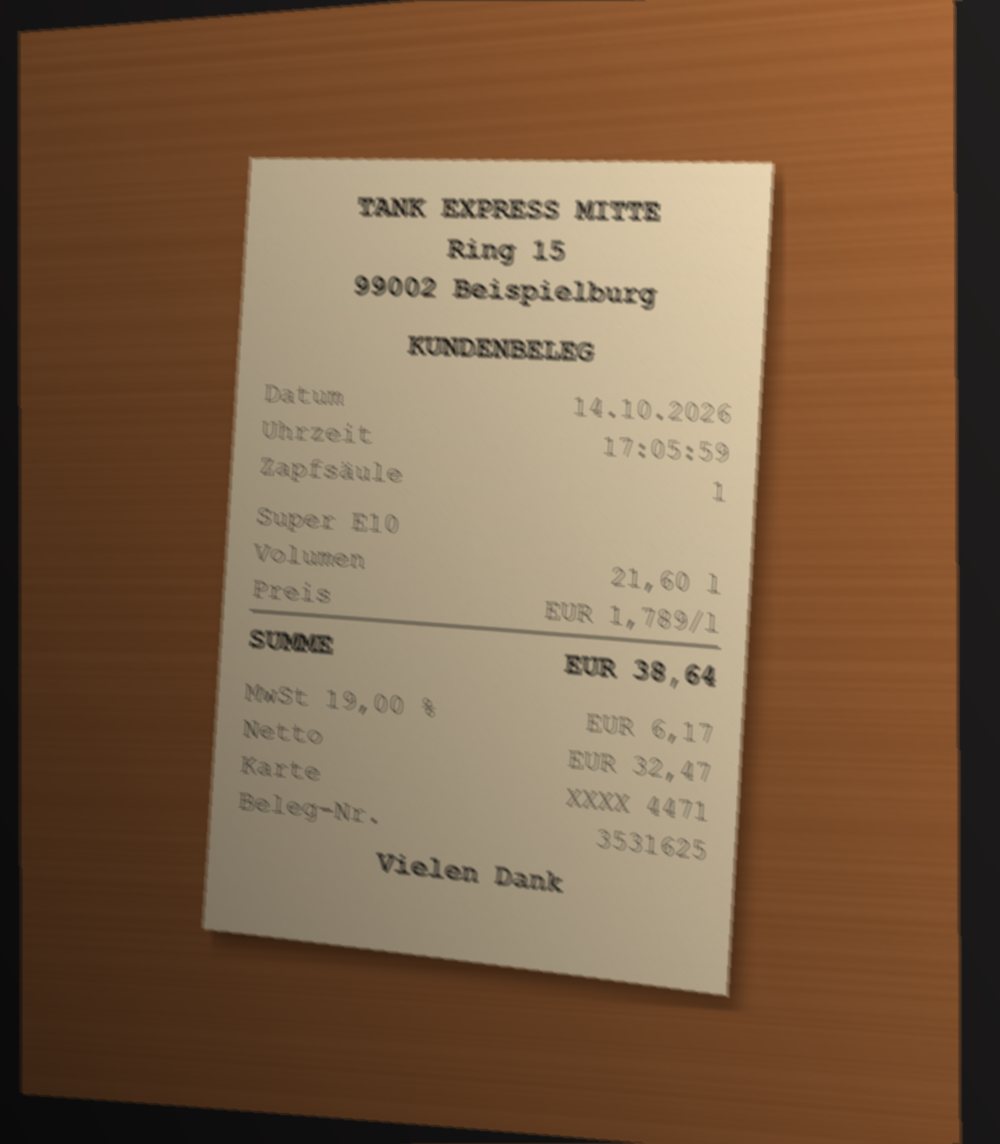 TANK EXPRESS MITTE
Ring 15
99002 Beispielburg
KUNDENBELEG
Datum 14.10.2026
Uhrzeit 17:05:59
Zapfsäule 1
Super E10
Volumen 21,60 l
Preis EUR 1,789/l
SUMME EUR 38,64
MwSt 19,00 % EUR 6,17
Netto EUR 32,47
Karte XXXX 4471
Beleg-Nr. 3531625
Vielen Dank